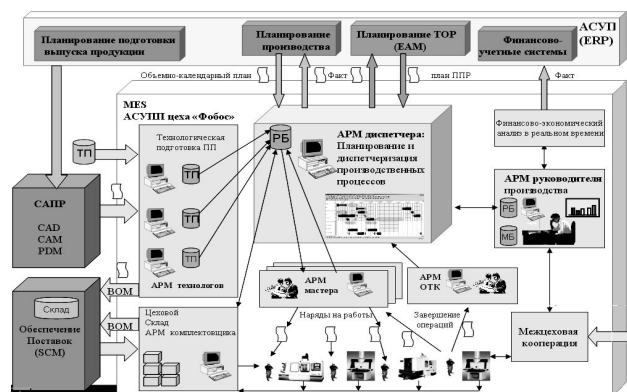 АСУП
(ERP)
Планирование подготовки
выпуска продукции
Планирование
производства
Планирование ТОР
(EAM)
Финансово-
учетные системы
Объемно-календарный план
Факт
план ППР
Факт
MES
АСУПП цеха «Фобос»
Технологическая
подготовка ПП
ТП
ТП
ТП
ТП
АРМ технологов
РБ
АРМ диспетчера:
Планирование и
диспетчеризация
производственных
процессов
Финансово-экономический
анализ в реальном времени
АРМ руководителя
производства
РБ
МБ
САПР
CAD
CAM
PDM
BOM
BOM
Склад
Обеспечение
Поставок
(SCM)
Цеховой
Склад
АРМ комплектовщика
АРМ
мастера
АРМ
ОТК
Наряды на работы
Завершение
операций
Межцеховая
кооперация